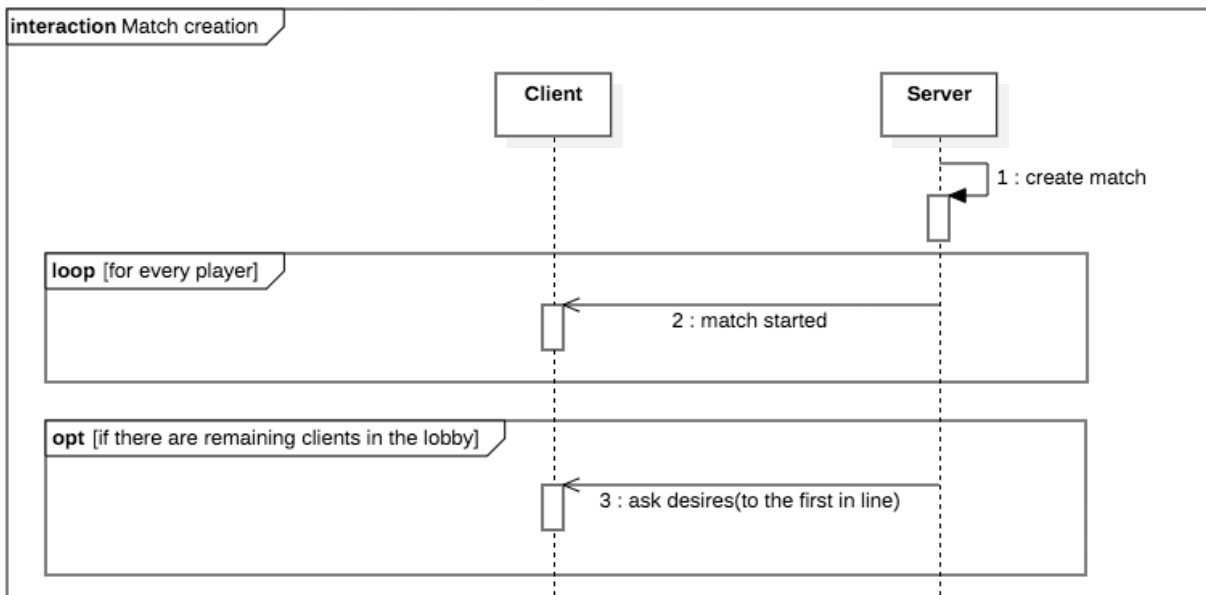 interaction Match creation
Client
Server
1 : create match
loop [for every player]
2 : match started
opt [if there are remaining clients in the lobby]
3 : ask desires(to the first in line)